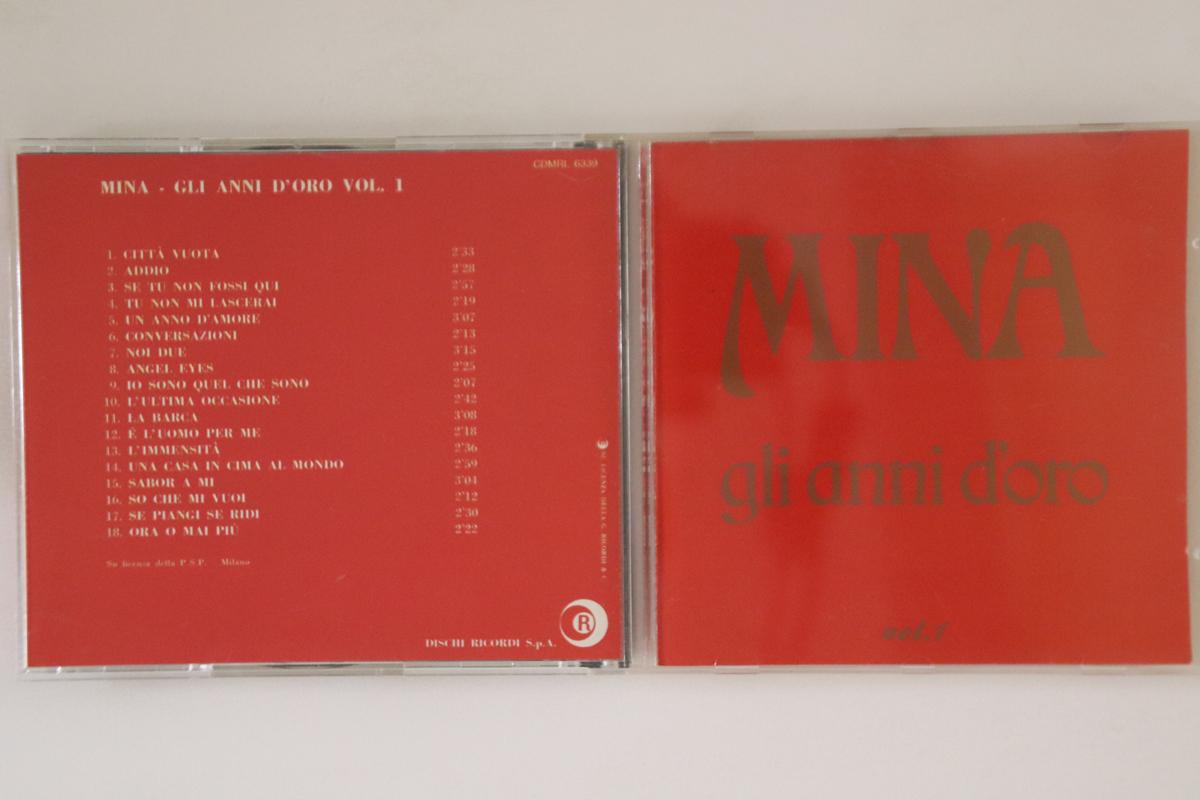 CDMRL 6339
MINA - GLI ANNI D'ORO VOL. 1
1. CITTÀ VUOTA 2'33
2. ADDIO 2'28
3. SE TU NON FOSSI QUI 2'57
4. TU NON MI LASCERAI 2'19
5. UN ANNO D'AMORE 3'07
6. CONVERSAZIONI 2'13
7. NOI DUE 3'15
8. ANGEL EYES 2'25
9. IO SONO QUEL CHE SONO 2'07
10. L'ULTIMA OCCASIONE 2'42
11. LA BARCA 3'08
12. È L'UOMO PER ME 2'18
13. L'IMMENSITÀ 2'36
14. UNA CASA IN CIMA AL MONDO 2'59
15. SABOR A MI 3'04
16. SO CHE MI VUOI 2'12
17. SE PIANGI SE RIDI 2'30
18. ORA O MAI PIÙ 2'22
Su licenza della P.S.P. Milano
SU LICENZA DELLA G. RICORDI & C.
R
DISCHI RICORDI S.p.A.
MINA
gli anni d'oro
vol.1